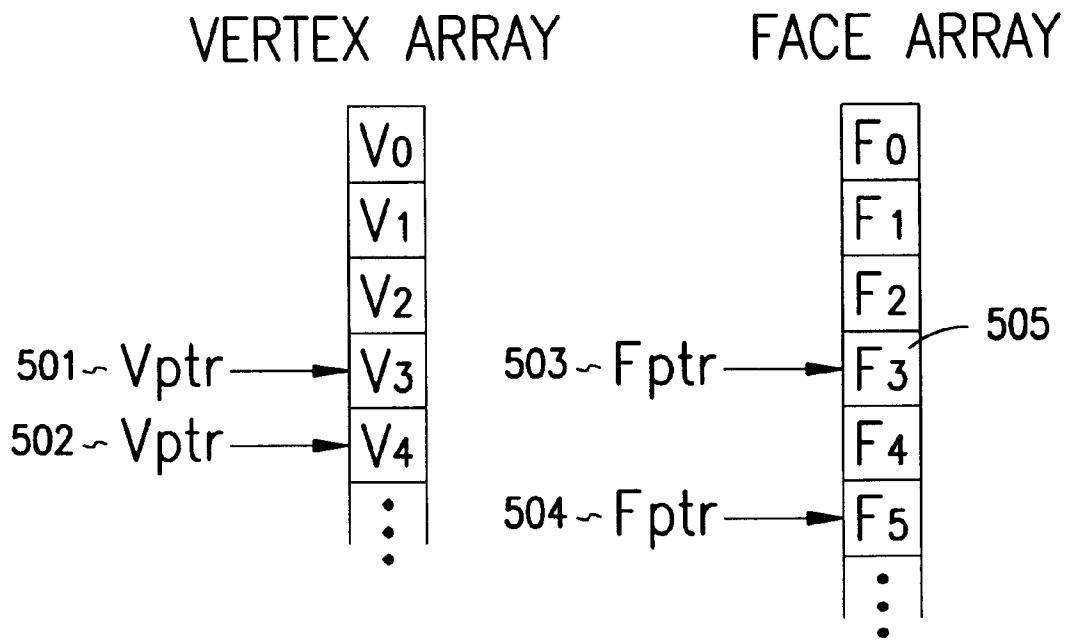 VERTEX ARRAY
V0
V1
V2
501 ~ Vptr V3
502 ~ Vptr V4
FACE ARRAY
F0
F1
F2
505
503 ~ Fptr F3
F4
504 ~ Fptr F5